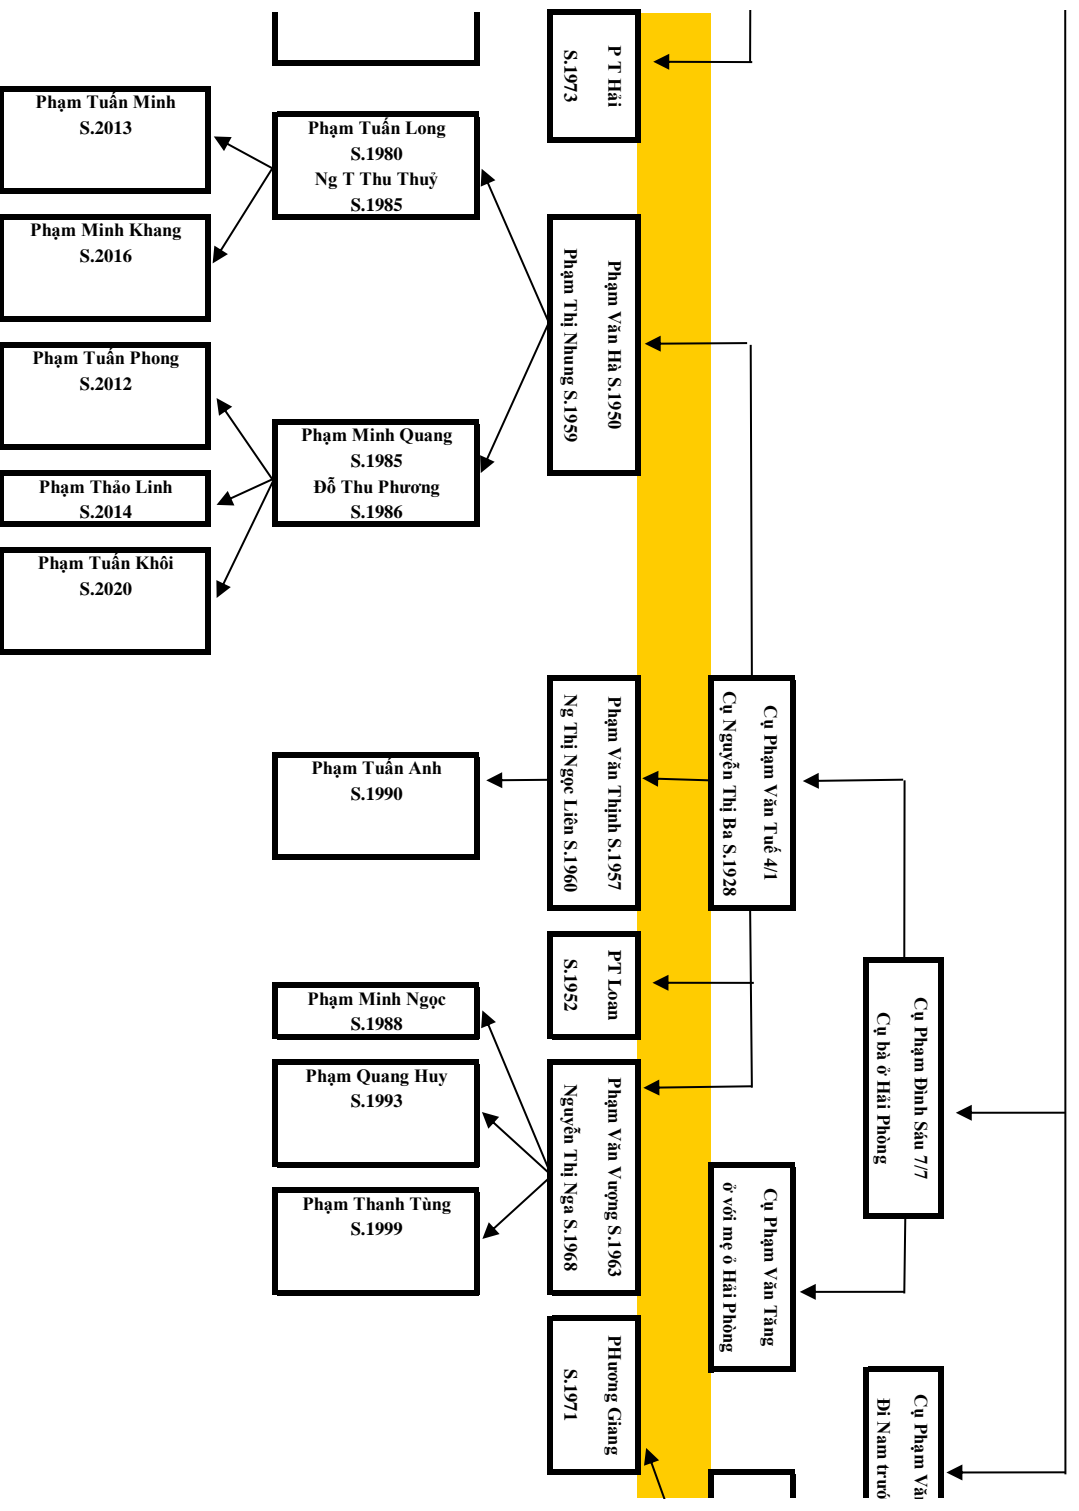 P T Hải
S.1973
Phạm Tuấn Minh
S.2013
Phạm Tuấn Long
S.1980
Ng T Thu Thuỷ
S.1985
Phạm Minh Khang
S.2016
Phạm Văn Hà S.1950
Phạm Thị Nhung S.1959
Phạm Tuấn Phong
S.2012
Phạm Minh Quang
S.1985
Đỗ Thu Phương
S.1986
Phạm Thảo Linh
S.2014
Phạm Tuấn Khôi
S.2020
Cụ Phạm Văn Tuế 4/1
Cụ Nguyễn Thị Ba S.1928
Phạm Văn Thịnh S.1957
Ng Thị Ngọc Liên S.1960
Phạm Tuấn Anh
S.1990
PT Loan
S.1952
Cụ Phạm Đình Sáu 7/7
Cụ bà ở Hải Phòng
Phạm Minh Ngọc
S.1988
Phạm Quang Huy
S.1993
Phạm Thanh Tùng
S.1999
Phạm Văn Vượng S.1963
Nguyễn Thị Nga S.1968
Cụ Phạm Văn Tăng
ở với mẹ ỏ Hải Phòng
PHương Giang
S.1971
Cụ Phạm Vă
Đi Nam trướ